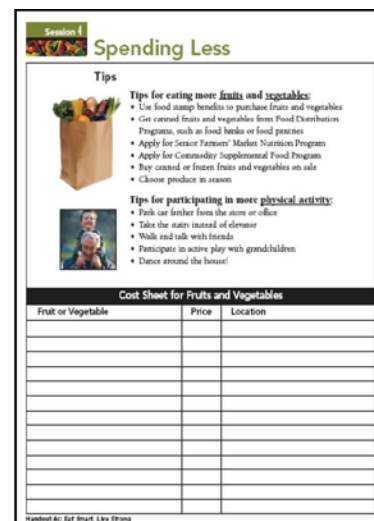 Session 4
Spending Less
Tips
Tips for eating more fruits and vegetables:
• Use food stamp benefits to purchase fruits and vegetables
• Get canned fruits and vegetables from Food Distribution
Programs, such as food banks or food pantries
• Apply for Senior Farmers' Market Nutrition Program
• Apply for Commodity Supplemental Food Program
• Buy canned or frozen fruits and vegetables on sale
• Choose produce in season
Tips for participating in more physical activity:
• Park car farther from the store or office
• Take the stairs instead of elevator
• Walk and talk with friends
• Participate in active play with grandchildren
• Dance around the house!
Cost Sheet for Fruits and Vegetables
Fruit or Vegetable Price Location
Handout 4c: Eat Smart, Live Strong